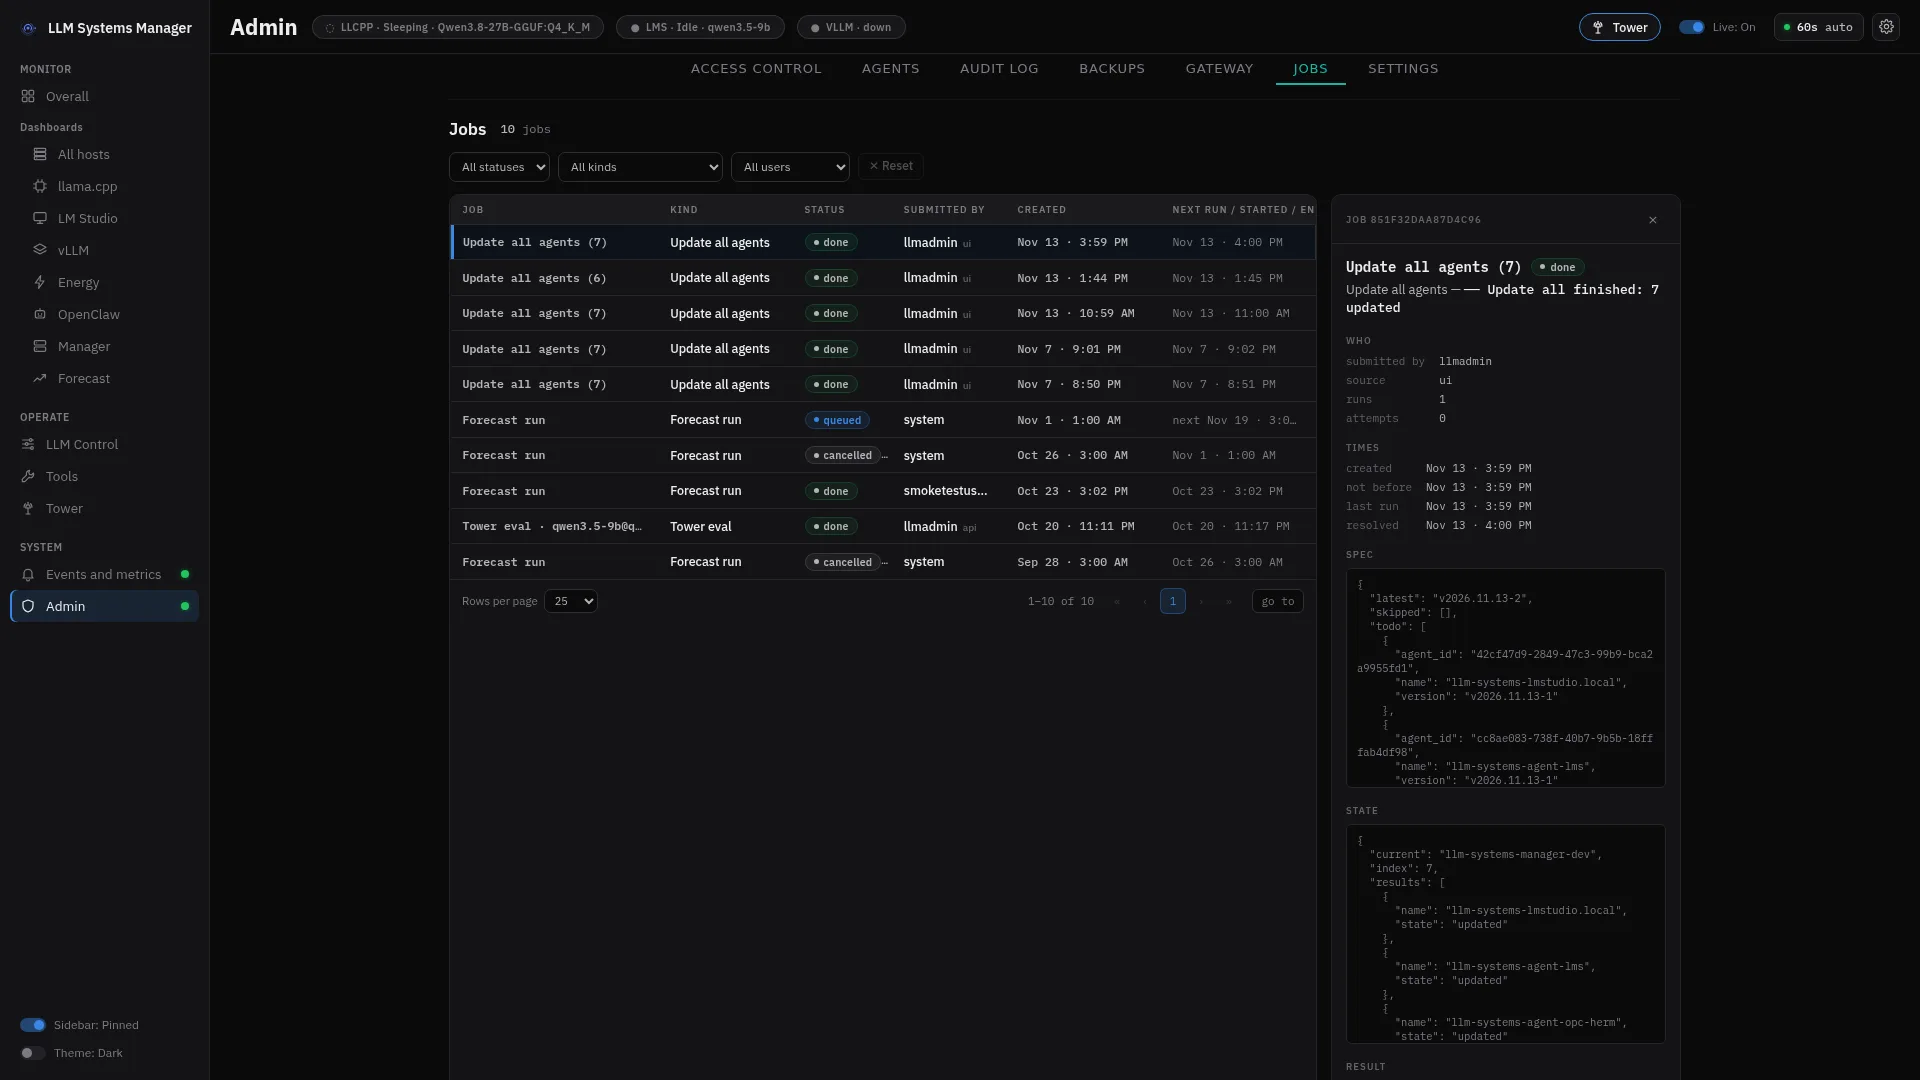 LLM Systems Manager
MONITOR
Overall
Dashboards
All hosts
llama.cpp
LM Studio
vLLM
Energy
OpenClaw
Manager
Forecast
OPERATE
LLM Control
Tools
Tower
SYSTEM
Events and metrics
Admin
Sidebar: Pinned
Theme: Dark
Admin
LLCPP · Sleeping · Qwen3.8-27B-GGUF:Q4_K_M
LMS · Idle · qwen3.5-9b
VLLM · down
Tower
Live: On
60s auto
ACCESS CONTROL AGENTS AUDIT LOG BACKUPS GATEWAY JOBS SETTINGS
Jobs 10 jobs
All statuses All kinds All users × Reset
JOB KIND STATUS SUBMITTED BY CREATED NEXT RUN / STARTED / EN
Update all agents (7) Update all agents done llmadmin ui Nov 13 · 3:59 PM Nov 13 · 4:00 PM
Update all agents (6) Update all agents done llmadmin ui Nov 13 · 1:44 PM Nov 13 · 1:45 PM
Update all agents (7) Update all agents done llmadmin ui Nov 13 · 10:59 AM Nov 13 · 11:00 AM
Update all agents (7) Update all agents done llmadmin ui Nov 7 · 9:01 PM Nov 7 · 9:02 PM
Update all agents (7) Update all agents done llmadmin ui Nov 7 · 8:50 PM Nov 7 · 8:51 PM
Forecast run Forecast run queued system Nov 1 · 1:00 AM next Nov 19 · 3:0…
Forecast run Forecast run cancelled… system Oct 26 · 3:00 AM Nov 1 · 1:00 AM
Forecast run Forecast run done smoketestus… Oct 23 · 3:02 PM Oct 23 · 3:02 PM
Tower eval · qwen3.5-9b@q… Tower eval done llmadmin api Oct 20 · 11:11 PM Oct 20 · 11:17 PM
Forecast run Forecast run cancelled… system Sep 28 · 3:00 AM Oct 26 · 3:00 AM
Rows per page 25 1–10 of 10 « ‹ 1 › » go to
JOB 851F32DAA87D4C96 ×
Update all agents (7) done
Update all agents — — Update all finished: 7
updated
WHO
submitted by llmadmin
source ui
runs 1
attempts 0
TIMES
created Nov 13 · 3:59 PM
not before Nov 13 · 3:59 PM
last run Nov 13 · 3:59 PM
resolved Nov 13 · 4:00 PM
SPEC
{
"latest": "v2026.11.13-2",
"skipped": [],
"todo": [
{
"agent_id": "42cf47d9-2849-47c3-99b9-bca2
a9955fd1",
"name": "llm-systems-lmstudio.local",
"version": "v2026.11.13-1"
},
{
"agent_id": "cc8ae083-738f-40b7-9b5b-18ff
fab4df98",
"name": "llm-systems-agent-lms",
"version": "v2026.11.13-1"
STATE
{
"current": "llm-systems-manager-dev",
"index": 7,
"results": [
{
"name": "llm-systems-lmstudio.local",
"state": "updated"
},
{
"name": "llm-systems-agent-lms",
"state": "updated"
},
{
"name": "llm-systems-agent-opc-herm",
"state": "updated"
RESULT